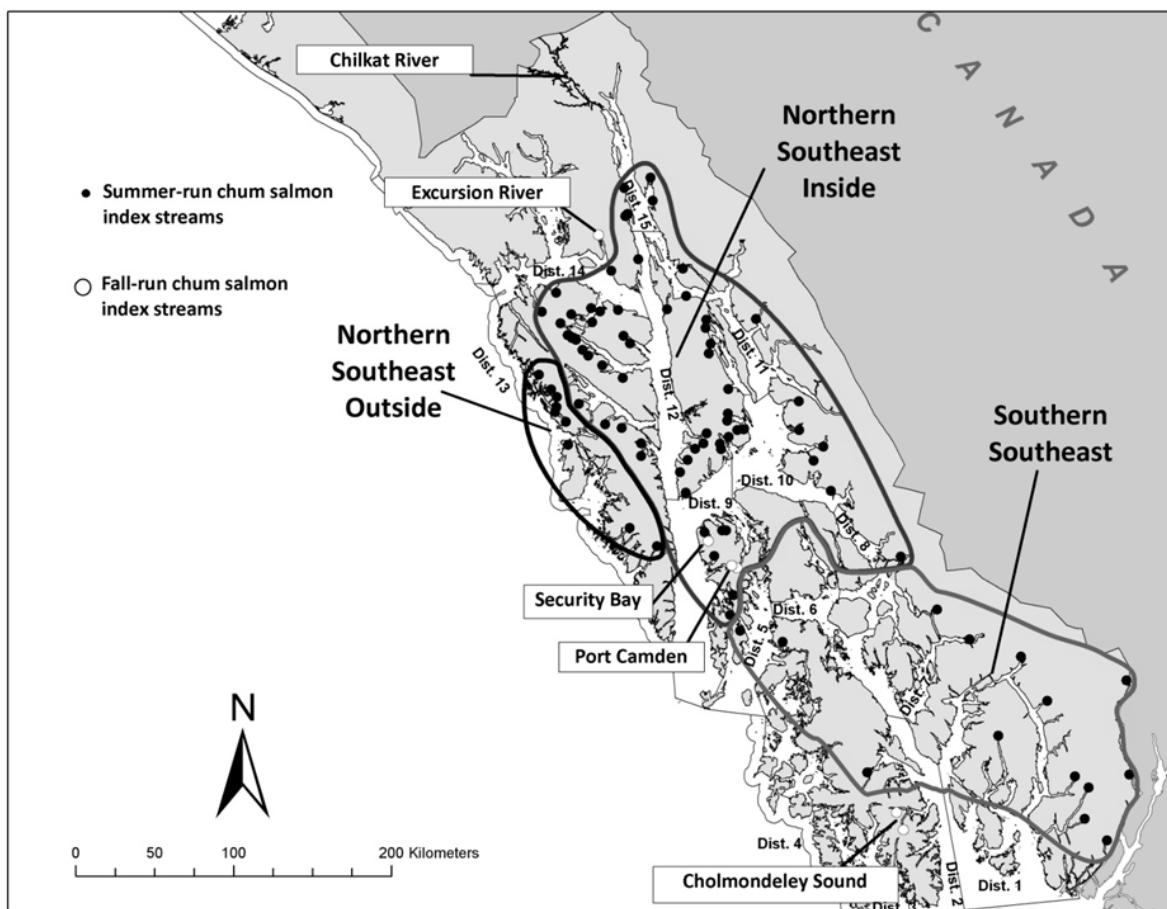 CANADA
Chilkat River
Northern
Southeast
Inside
Excursion River
Summer-run chum salmon
index streams
Dist. 15
Dist. 14
Fall-run chum salmon
index streams
Northern
Southeast
Outside
Dist. 13
Dist. 11
Dist. 12
Southern
Southeast
Dist. 10
Dist. 9
Dist. 8
Security Bay
Dist. 6
Port Camden
Dist. 5
N
0 50 100 200 Kilometers
Dist. 4
Cholmondeley Sound
Dist. 2
Dist. 1